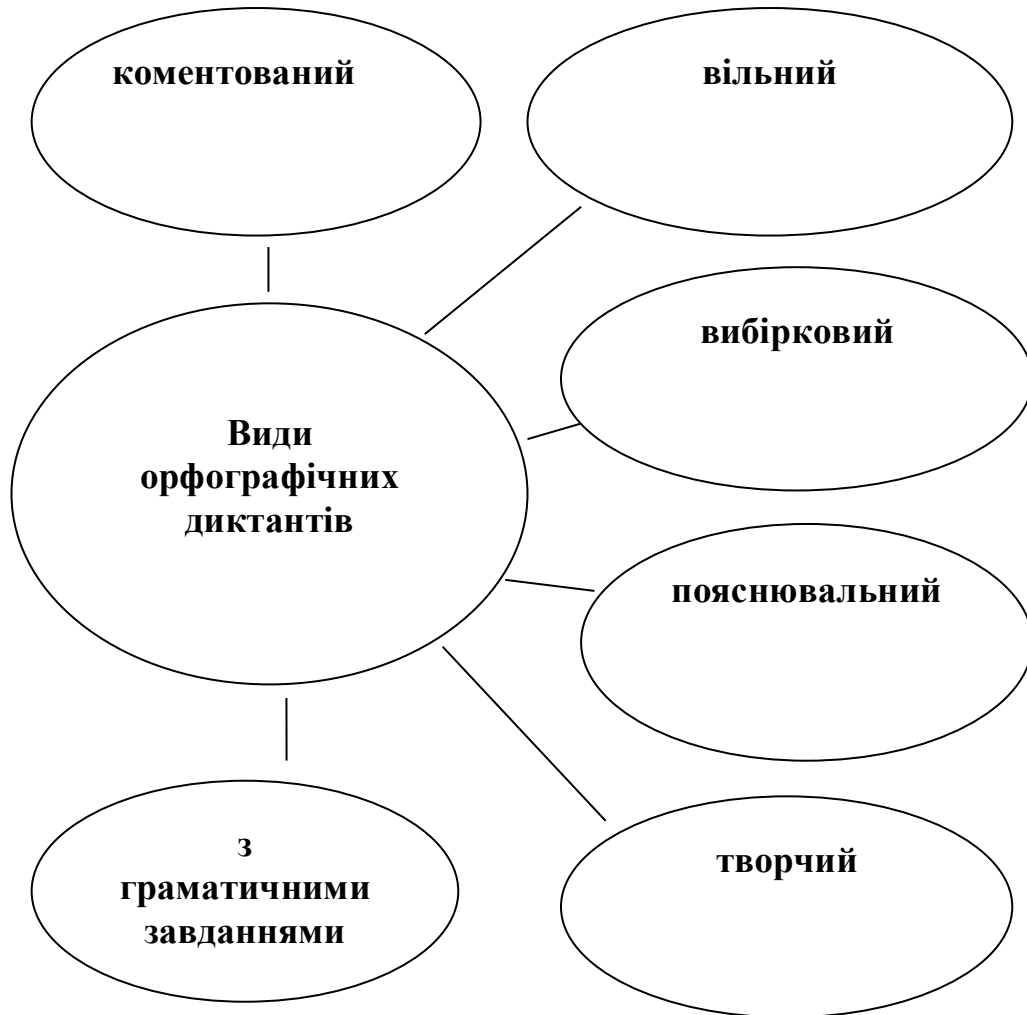 коментований
вільний
вибірковий
Види
орфографічних
диктантів
пояснювальний
з
граматичними
завданнями
творчий